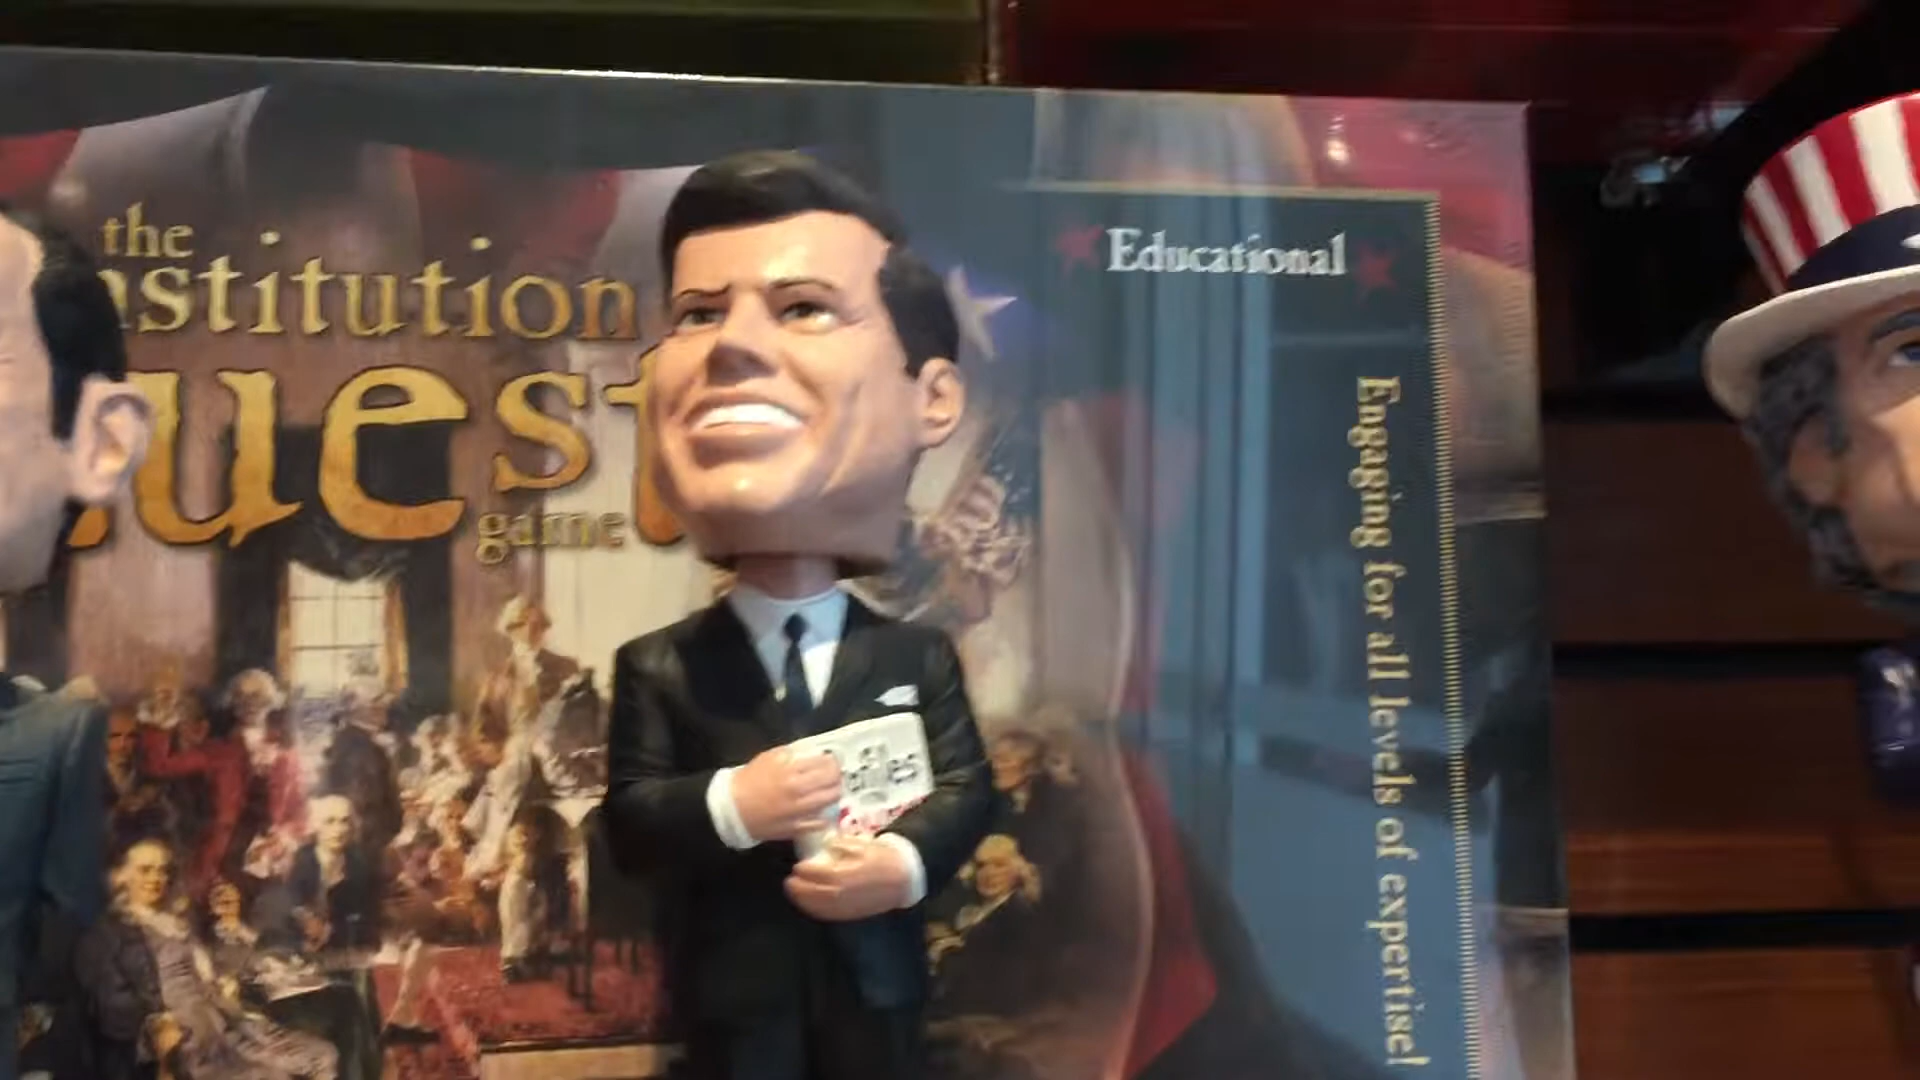 the
nstitution
uest
game
Educational
Engaging for all levels of expertise!